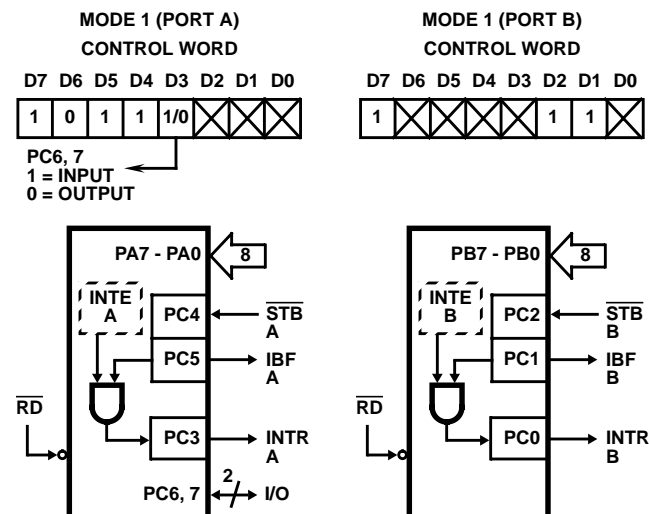 MODE 1 (PORT A)
CONTROL WORD
D7 D6 D5 D4 D3 D2 D1 D0
1 0 1 1 1/0
PC6, 7
1 = INPUT
0 = OUTPUT
PA7 - PA0
8
INTE
A
PC4
STB
A
PC5
IBF
A
RD
PC3
INTR
A
PC6, 7
2
I/O
MODE 1 (PORT B)
CONTROL WORD
D7 D6 D5 D4 D3 D2 D1 D0
1 1 1
PB7 - PB0
8
INTE
B
PC2
STB
B
PC1
IBF
B
RD
PC0
INTR
B